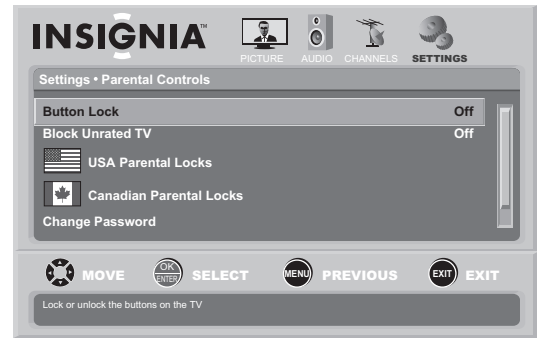 INSIGNIA™
PICTURE AUDIO CHANNELS SETTINGS
Settings • Parental Controls
Button Lock Off
Block Unrated TV Off
USA Parental Locks
Canadian Parental Locks
Change Password
MOVE OK ENTER SELECT MENU PREVIOUS EXIT EXIT
Lock or unlock the buttons on the TV